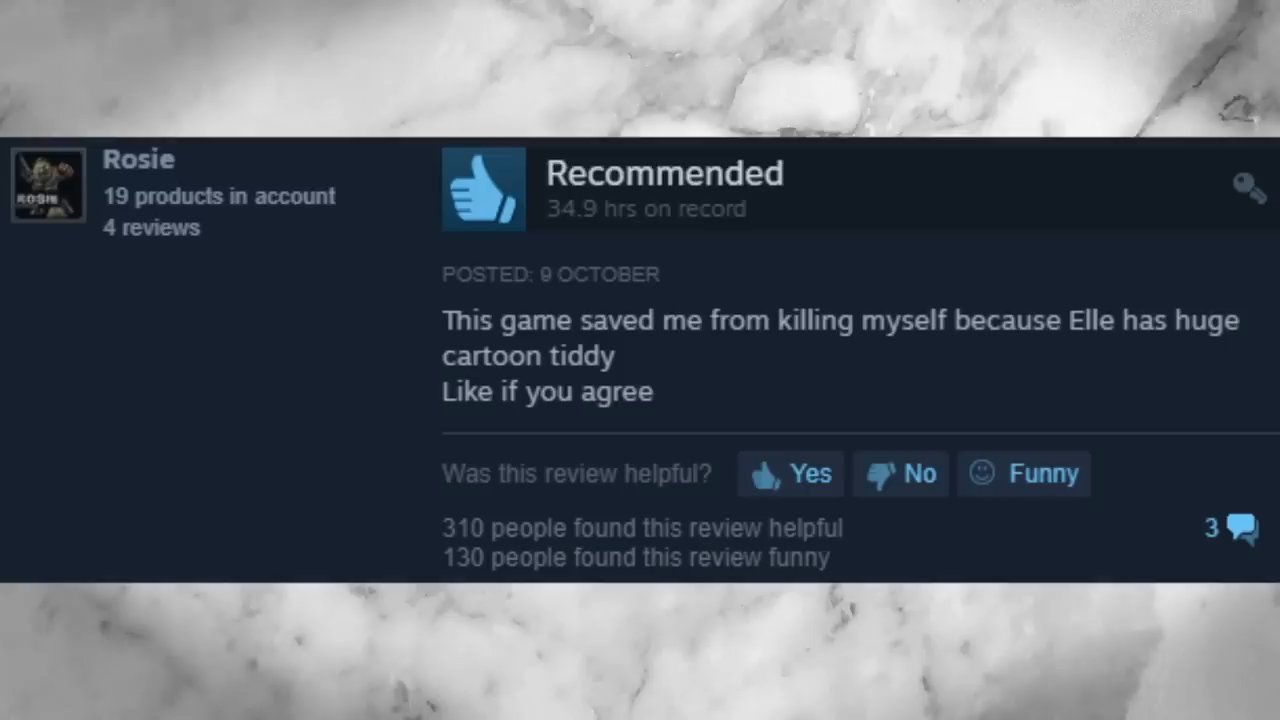 Rosie
19 products in account
4 reviews
ROSIE
Recommended
34.9 hrs on record
POSTED: 9 OCTOBER
This game saved me from killing myself because Elle has huge
cartoon tiddy
Like if you agree
Was this review helpful?
Yes
No
Funny
310 people found this review helpful
130 people found this review funny
3